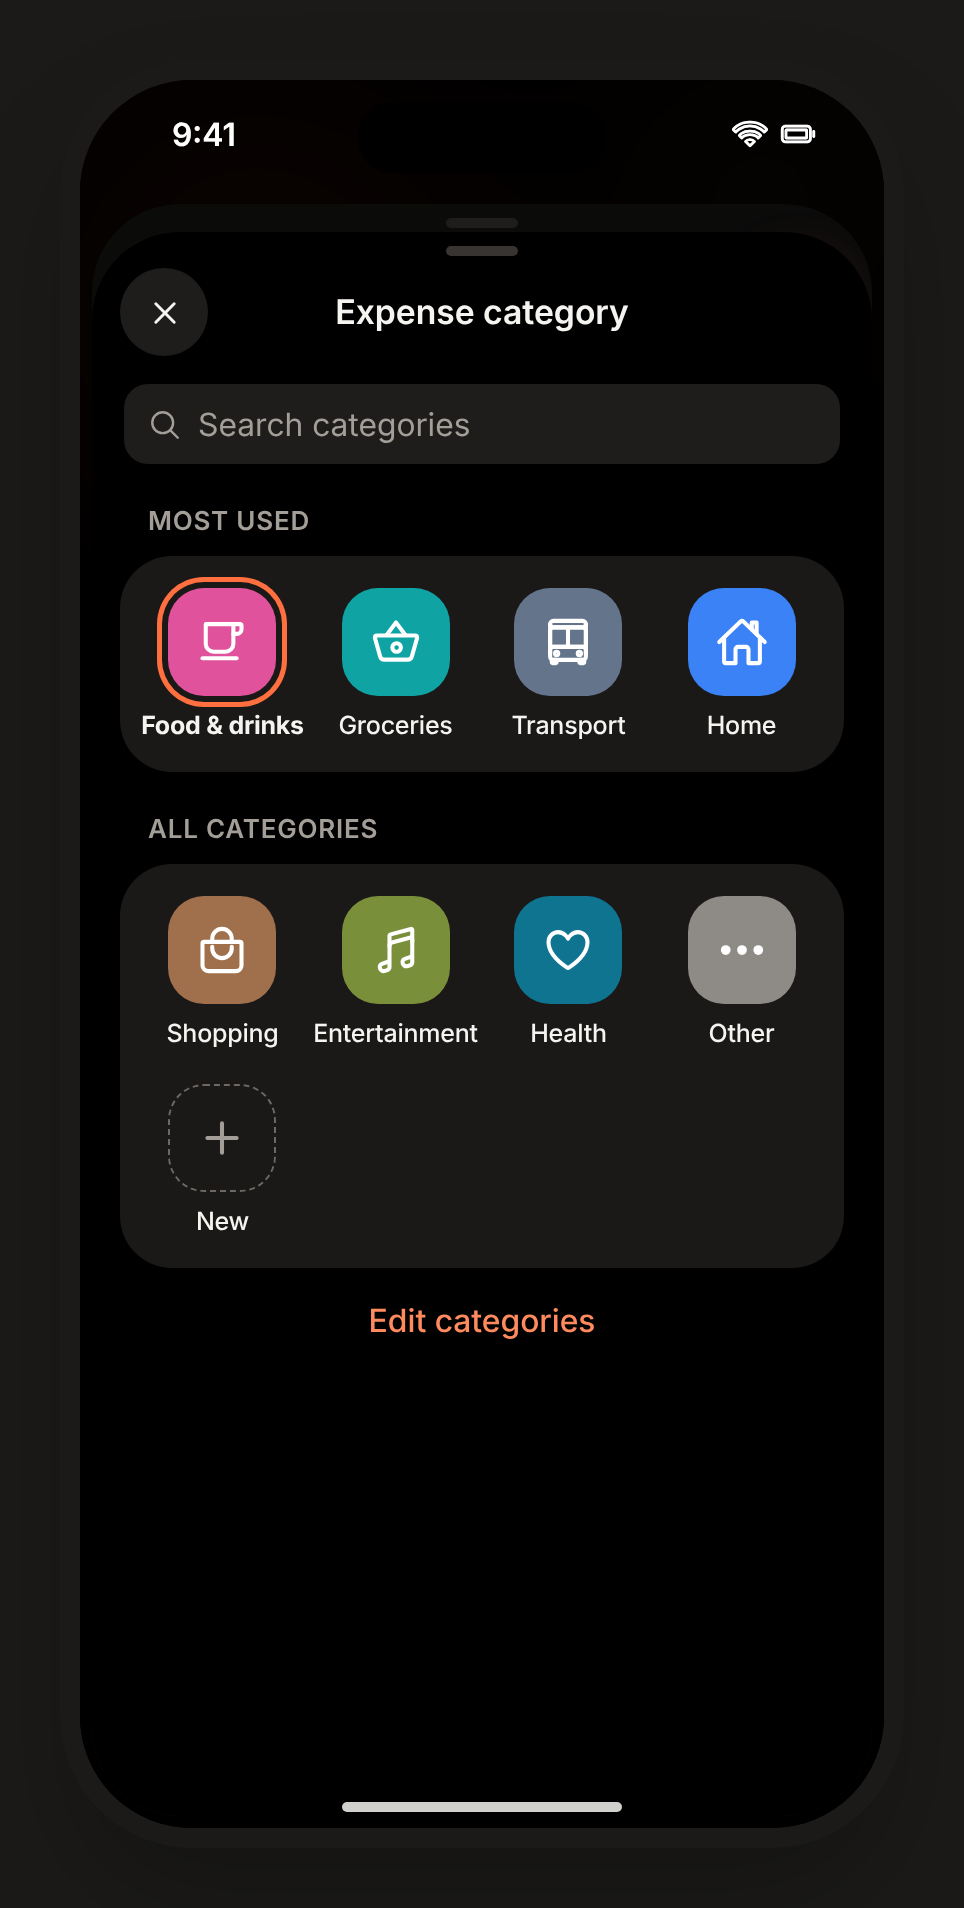 9:41
Expense category
Search categories
MOST USED
Food & drinks
Groceries
Transport
Home
ALL CATEGORIES
Shopping
Entertainment
Health
Other
New
Edit categories